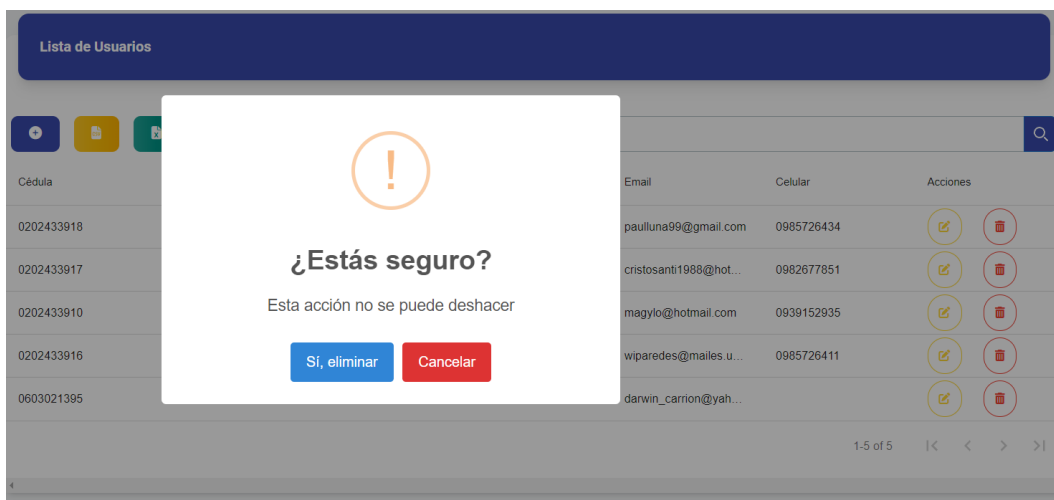 Lista de Usuarios
¿Estás seguro?
Esta acción no se puede deshacer
Sí, eliminar
Cancelar
Cédula Email Celular Acciones
0202433918 paulluna99@gmail.com 0985726434
0202433917 cristosanti1988@hot... 0982677851
0202433910 magylo@hotmail.com 0939152935
0202433916 wiparedes@mailes.u... 0985726411
0603021395 darwin_carrion@yah...
1-5 of 5